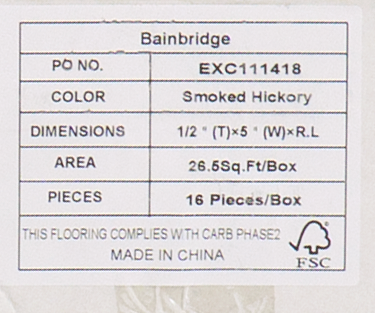 Bainbridge
PO NO. EXC111418
COLOR Smoked Hickory
DIMENSIONS 1/2 " (T)×5 " (W)×R.L
AREA 26.5Sq.Ft/Box
PIECES 16 Pieces/Box
THIS FLOORING COMPLIES WITH CARB PHASE2
MADE IN CHINA
FSC